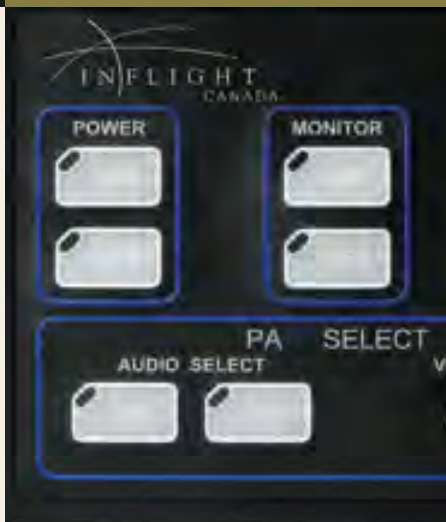 INFLIGHT
CANADA
POWER MONITOR
PA SELECT
AUDIO SELECT V